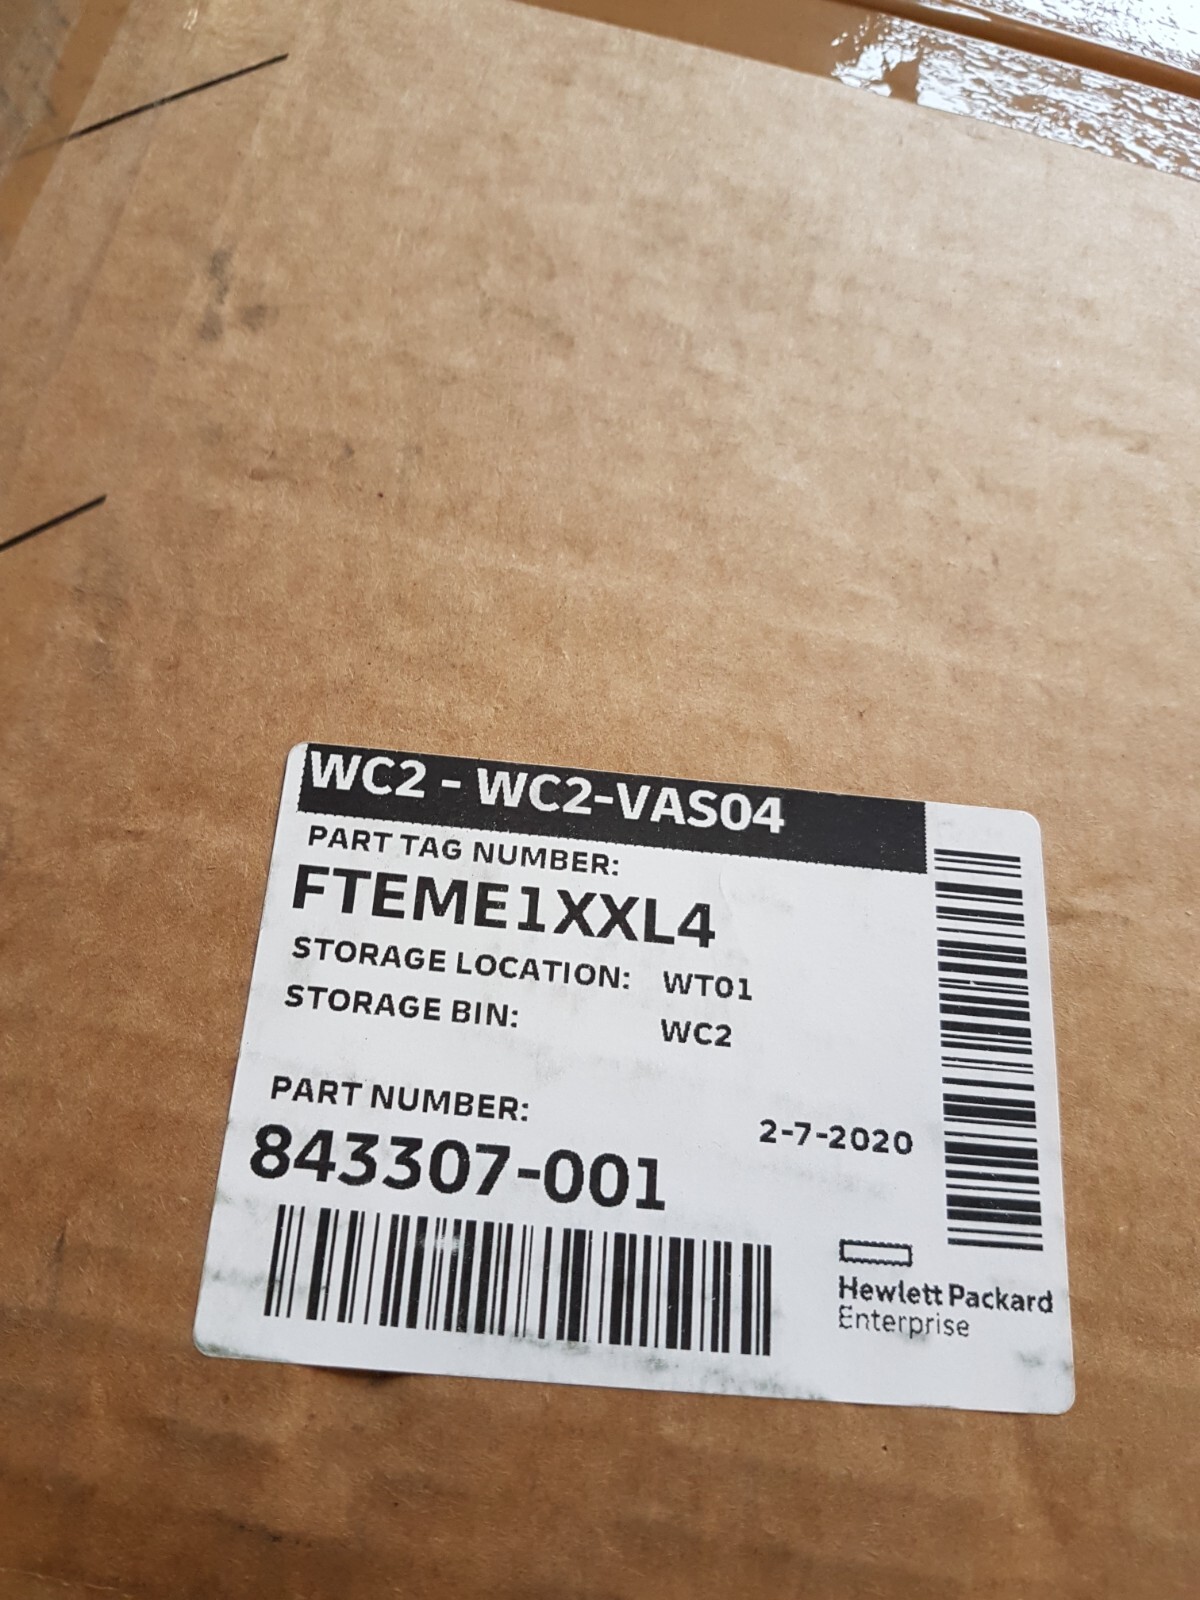 WC2 - WC2-VAS04
PART TAG NUMBER:
FTEME1XXL4
STORAGE LOCATION: WT01
STORAGE BIN: WC2
PART NUMBER:
2-7-2020
843307-001
Hewlett Packard
Enterprise